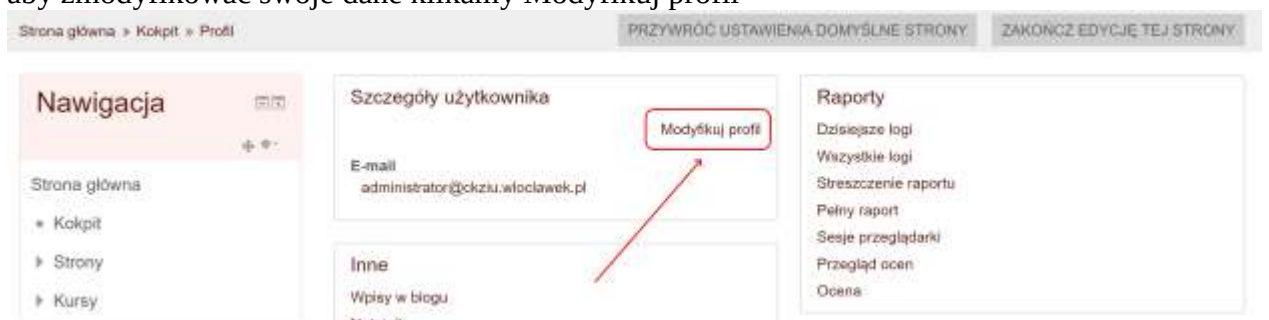 aby zmodyfikować swoje dane klikamy Modyfikuj profil
Strona główna » Kokpit » Profil
PRZYWRÓĆ USTAWIENIA DOMYŚLNE STRONY
ZAKOŃCZ EDYCJĘ TEJ STRONY
Nawigacja
Strona główna
Kokpit
Strony
Kursy
Szczegóły użytkownika
Modyfikuj profil
E-mail
administrator@ckziu.wloclawek.pl
Inne
Wpisy w blogu
Raporty
Dzisiejsze logi
Wszystkie logi
Streszczenie raportu
Pełny raport
Sesje przeglądarki
Przegląd ocen
Ocena